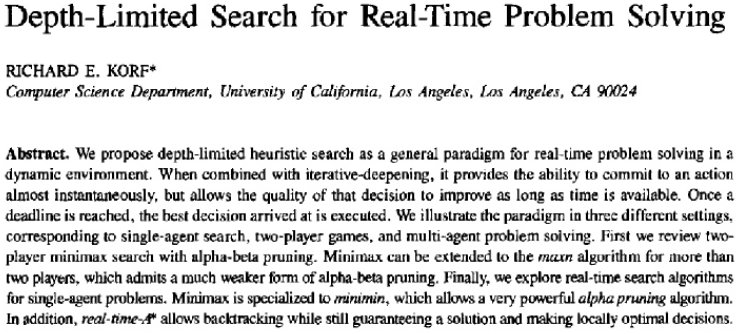 Depth-Limited Search for Real-Time Problem Solving
RICHARD E. KORF*
Computer Science Department, University of California, Los Angeles, Los Angeles, CA 90024
Abstract. We propose depth-limited heuristic search as a general paradigm for real-time problem solving in a
dynamic environment. When combined with iterative-deepening, it provides the ability to commit to an action
almost instantaneously, but allows the quality of that decision to improve as long as time is available. Once a
deadline is reached, the best decision arrived at is executed. We illustrate the paradigm in three different settings,
corresponding to single-agent search, two-player games, and multi-agent problem solving. First we review two-
player minimax search with alpha-beta pruning. Minimax can be extended to the maxn algorithm for more than
two players, which admits a much weaker form of alpha-beta pruning. Finally, we explore real-time search algorithms
for single-agent problems. Minimax is specialized to minimin, which allows a very powerful alpha pruning algorithm.
In addition, real-time-A* allows backtracking while still guaranteeing a solution and making locally optimal decisions.